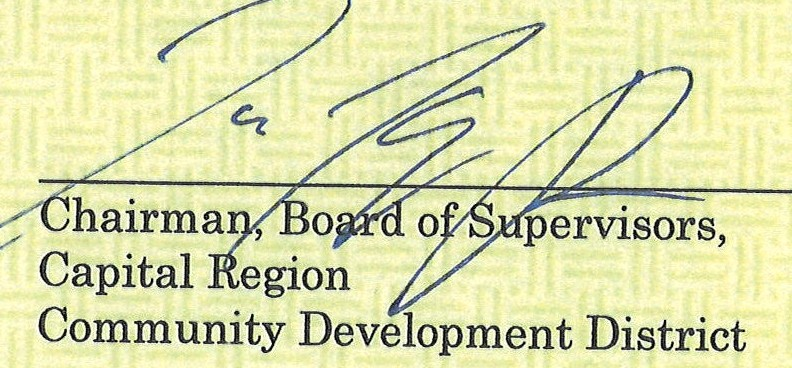 Chairman, Board of Supervisors,
Capital Region
Community Development District